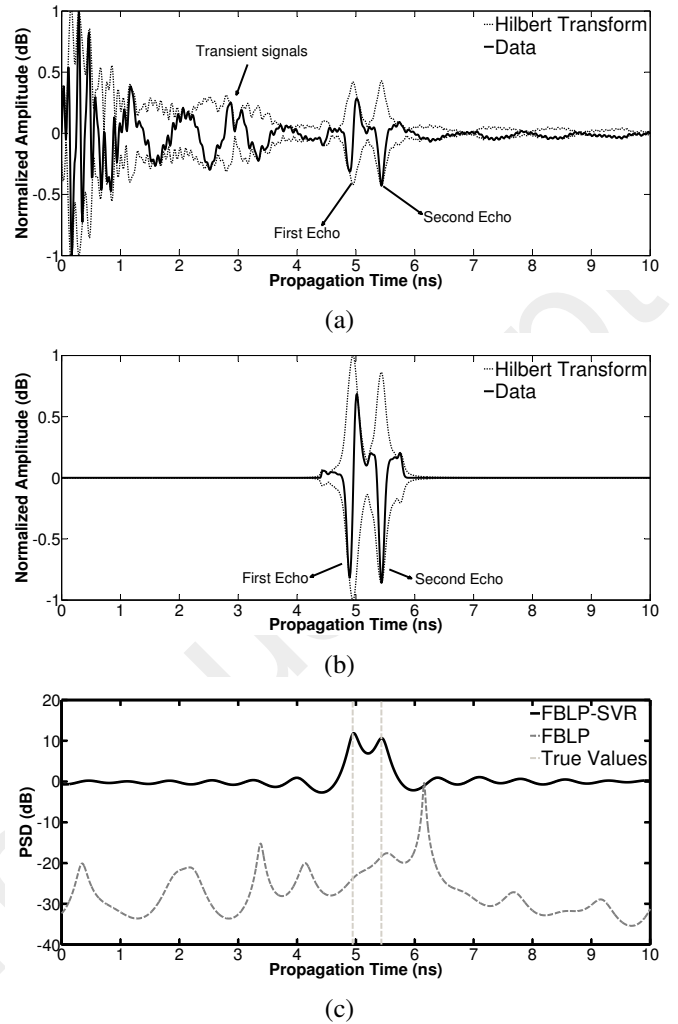 1
0.5
0
-0.5
-1
Normalized Amplitude (dB)
Hilbert Transform
Data
Transient signals
First Echo
Second Echo
0 1 2 3 4 5 6 7 8 9 10
Propagation Time (ns)
(a)
1
0.5
0
-0.5
-1
Normalized Amplitude (dB)
Hilbert Transform
Data
First Echo
Second Echo
0 1 2 3 4 5 6 7 8 9 10
Propagation Time (ns)
(b)
20
10
0
-10
-20
-30
-40
PSD (dB)
FBLP-SVR
FBLP
True Values
0 1 2 3 4 5 6 7 8 9 10
Propagation Time (ns)
(c)